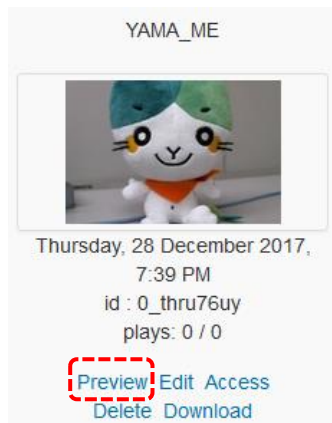 YAMA_ME
Thursday, 28 December 2017,
7:39 PM
id : 0_thru76uy
plays: 0 / 0
Preview Edit Access
Delete Download